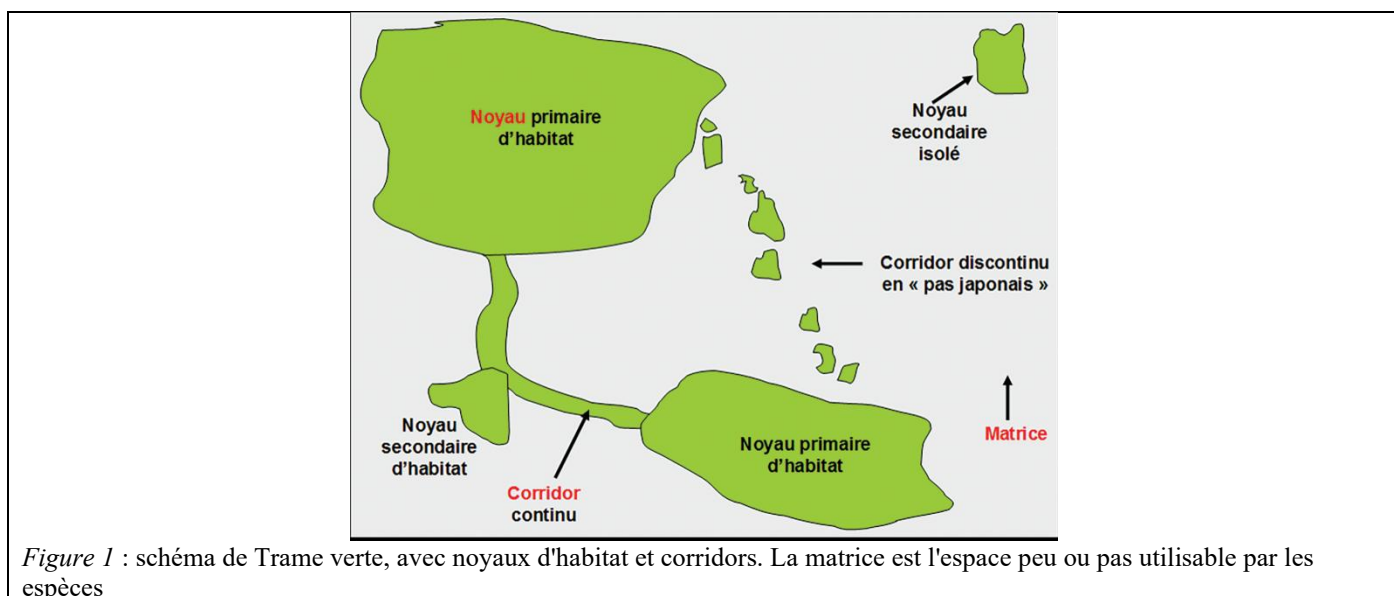 Noyau primaire
d'habitat
Noyau
secondaire
isolé
Corridor discontinu
en « pas japonais »
Noyau
secondaire
d'habitat
Noyau primaire
d'habitat
Matrice
Corridor
continu
Figure 1 : schéma de Trame verte, avec noyaux d'habitat et corridors. La matrice est l'espace peu ou pas utilisable par les
espèces